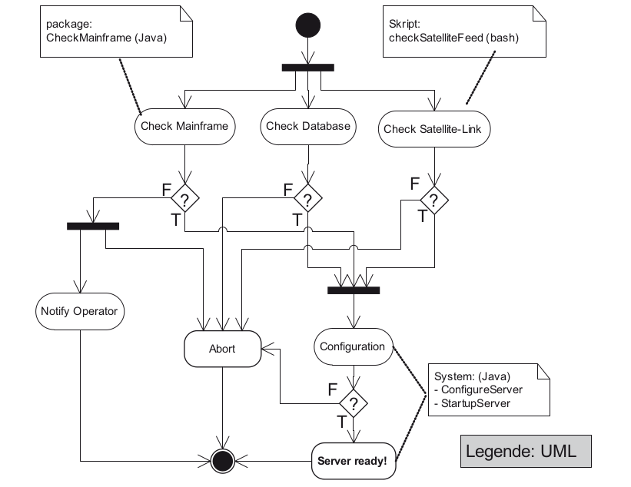 package:
CheckMainframe (Java)
Skript:
checkSatelliteFeed (bash)
Check Mainframe
Check Database
Check Satellite-Link
F
?
T
F
?
T
F
?
T
Notify Operator
Abort
Configuration
System: (Java)
- ConfigureServer
- StartupServer
F
?
T
Server ready!
Legende: UML